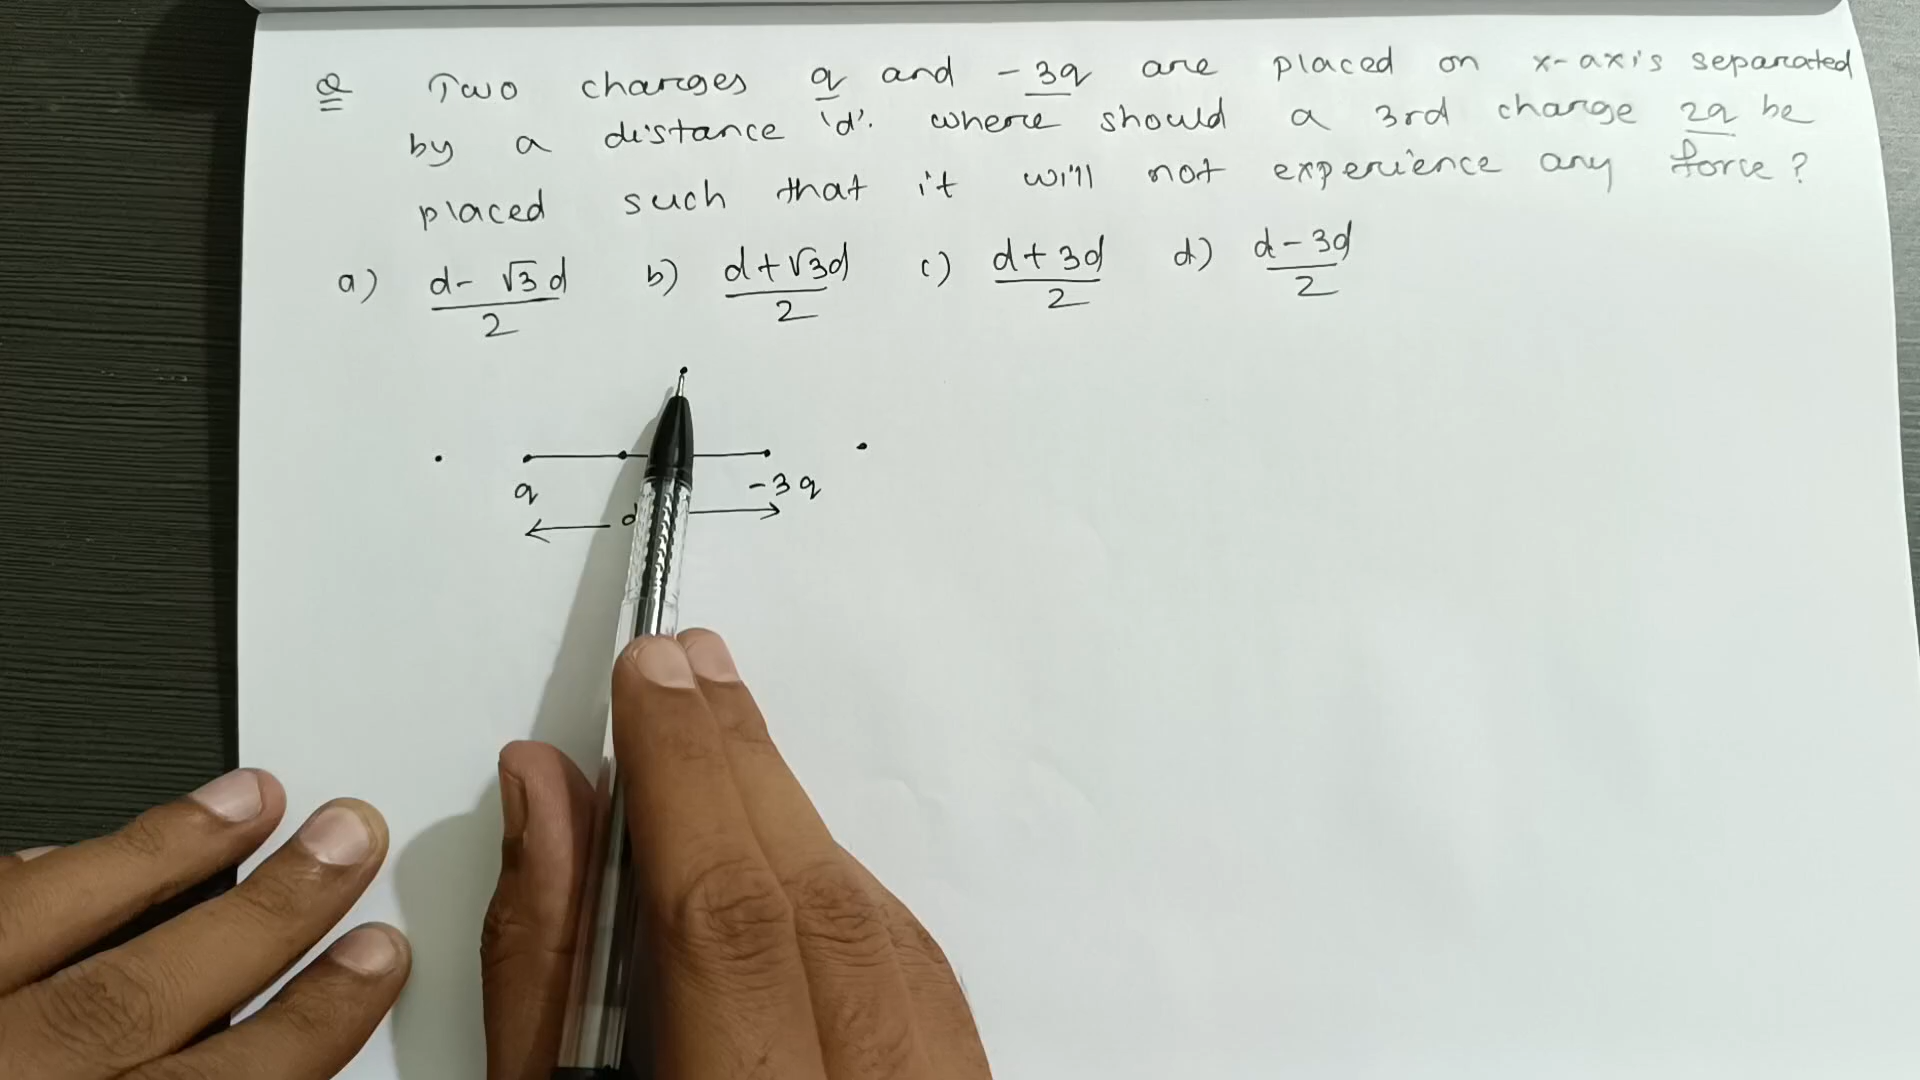 Q Two charges q and -3q are placed on x-axis separated
by a distance 'd'. where should a 3rd charge 2q be
placed such that it will not experience any force?
a) d-√3d/2 b) d+√3d/2 c) d+3d/2 d) d-3d/2
q -3q
d